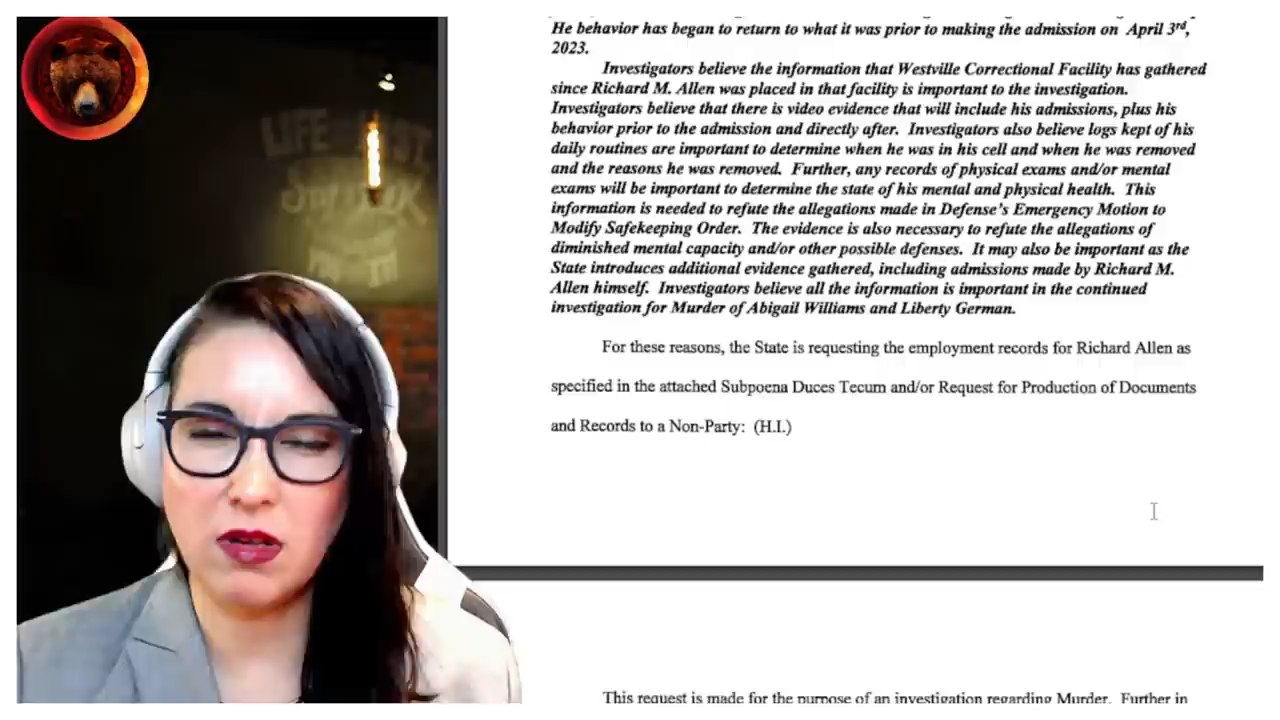 He behavior has began to return to what it was prior to making the admission on April 3rd,
2023.
Investigators believe the information that Westville Correctional Facility has gathered
since Richard M. Allen was placed in that facility is important to the investigation.
Investigators believe that there is video evidence that will include his admissions, plus his
behavior prior to the admission and directly after. Investigators also believe logs kept of his
daily routines are important to determine when he was in his cell and when he was removed
and the reasons he was removed. Further, any records of physical exams and/or mental
exams will be important to determine the state of his mental and physical health. This
information is needed to refute the allegations made in Defense's Emergency Motion to
Modify Safekeeping Order. The evidence is also necessary to refute the allegations of
diminished mental capacity and/or other possible defenses. It may also be important as the
State introduces additional evidence gathered, including admissions made by Richard M.
Allen himself. Investigators believe all the information is important in the continued
investigation for Murder of Abigail Williams and Liberty German.
For these reasons, the State is requesting the employment records for Richard Allen as
specified in the attached Subpoena Duces Tecum and/or Request for Production of Documents
and Records to a Non-Party: (H.I.)
This request is made for the purpose of an investigation regarding Murder. Further in
LIFE